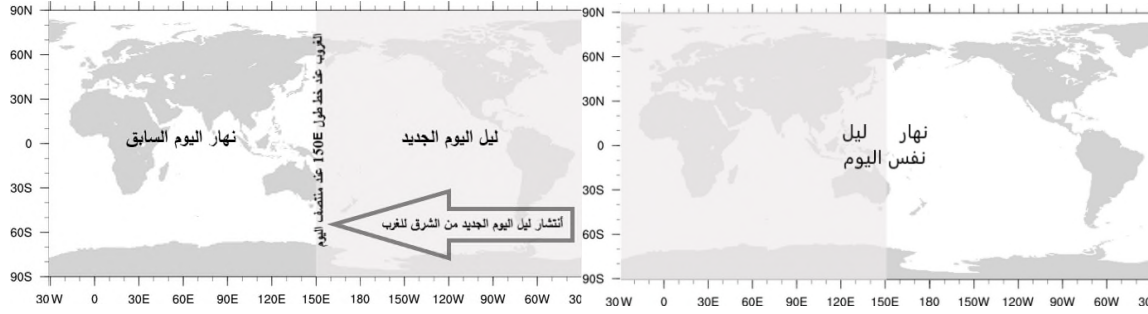 90N
60N
30N
0
30S
60S
90S
30W 0 30E 60E 90E 120E 150E 180 150W 120W 90W 60W 30
نهار اليوم السابق
الغروب عند خط طول 150E عند منتصف اليوم
ليل اليوم الجديد
أنتشار ليل اليوم الجديد من الشرق للغرب
90N
60N
30N
0
30S
60S
90S
30W 0 30E 60E 90E 120E 150E 180 150W 120W 90W 60W 30
نهار ليل
نفس اليوم